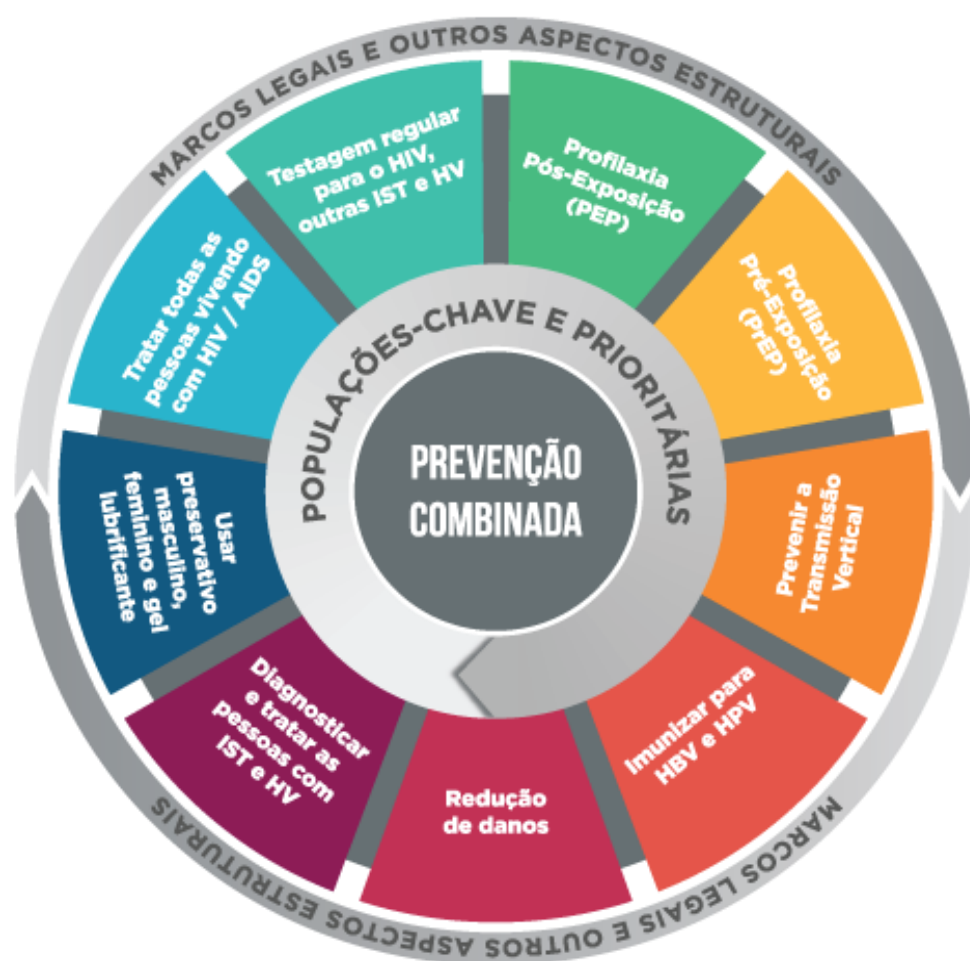 MARCOS LEGAIS E OUTROS ASPECTOS ESTRUTURAIS
Testagem regular
para o HIV,
outras IST e HV
Profilaxia
Pós-Exposição
(PEP)
Profilaxia
Pré-Exposição
(PrEP)
Prevenir a
Transmissão
Vertical
Imunizar para
HBV e HPV
Redução
de danos
Diagnosticar
e tratar as
pessoas com
IST e HV
Usar
preservativo
masculino,
feminino e gel
lubrificante
Tratar todas as
pessoas vivendo
com HIV / AIDS
POPULAÇÕES-CHAVE E PRIORITÁRIAS
PREVENÇÃO
COMBINADA
MARCOS LEGAIS E OUTROS ASPECTOS ESTRUTURAIS